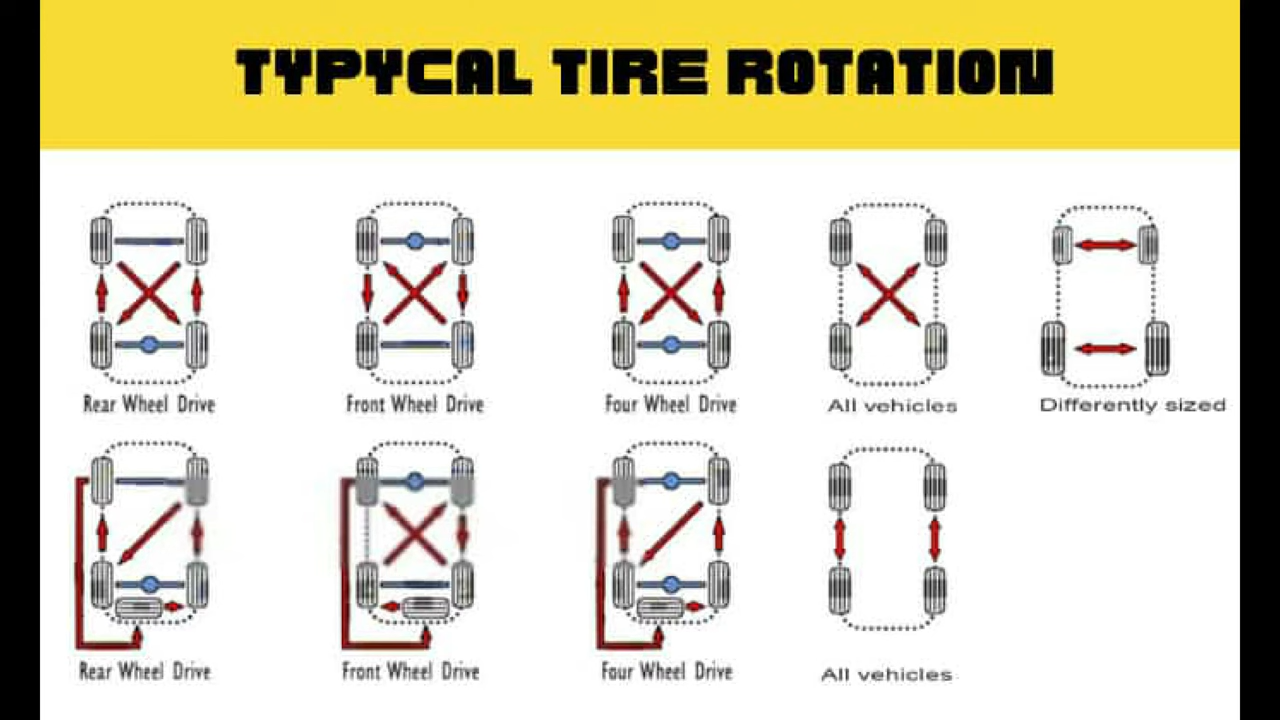 TYPYCAL TIRE ROTATION
Rear Wheel Drive
Front Wheel Drive
Four Wheel Drive
All vehicles
Differently sized
Rear Wheel Drive
Front Wheel Drive
Four Wheel Drive
All vehicles